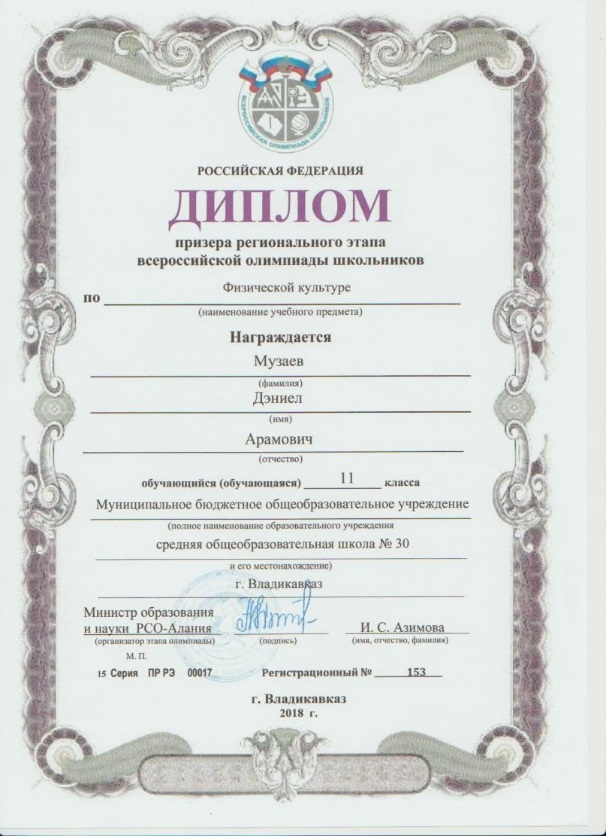 ВСЕРОССИЙСКАЯ ОЛИМПИАДА ШКОЛЬНИКОВ
РОССИЙСКАЯ ФЕДЕРАЦИЯ
ДИПЛОМ
призера регионального этапа
всероссийской олимпиады школьников
по Физической культуре
(наименование учебного предмета)
Награждается
Музаев
(фамилия)
Дэниел
(имя)
Арамович
(отчество)
обучающийся (обучающаяся) 11 класса
Муниципальное бюджетное общеобразовательное учреждение
(полное наименование образовательного учреждения
средняя общеобразовательная школа № 30
и его местонахождение)
г. Владикавказ
Министр образования
и науки РСО-Алания И. С. Азимова
(организатор этапа олимпиады) (подпись) (имя, отчество, фамилия)
М. П.
15 Серия ПР РЭ 00017 Регистрационный № 153
г. Владикавказ
2018 г.